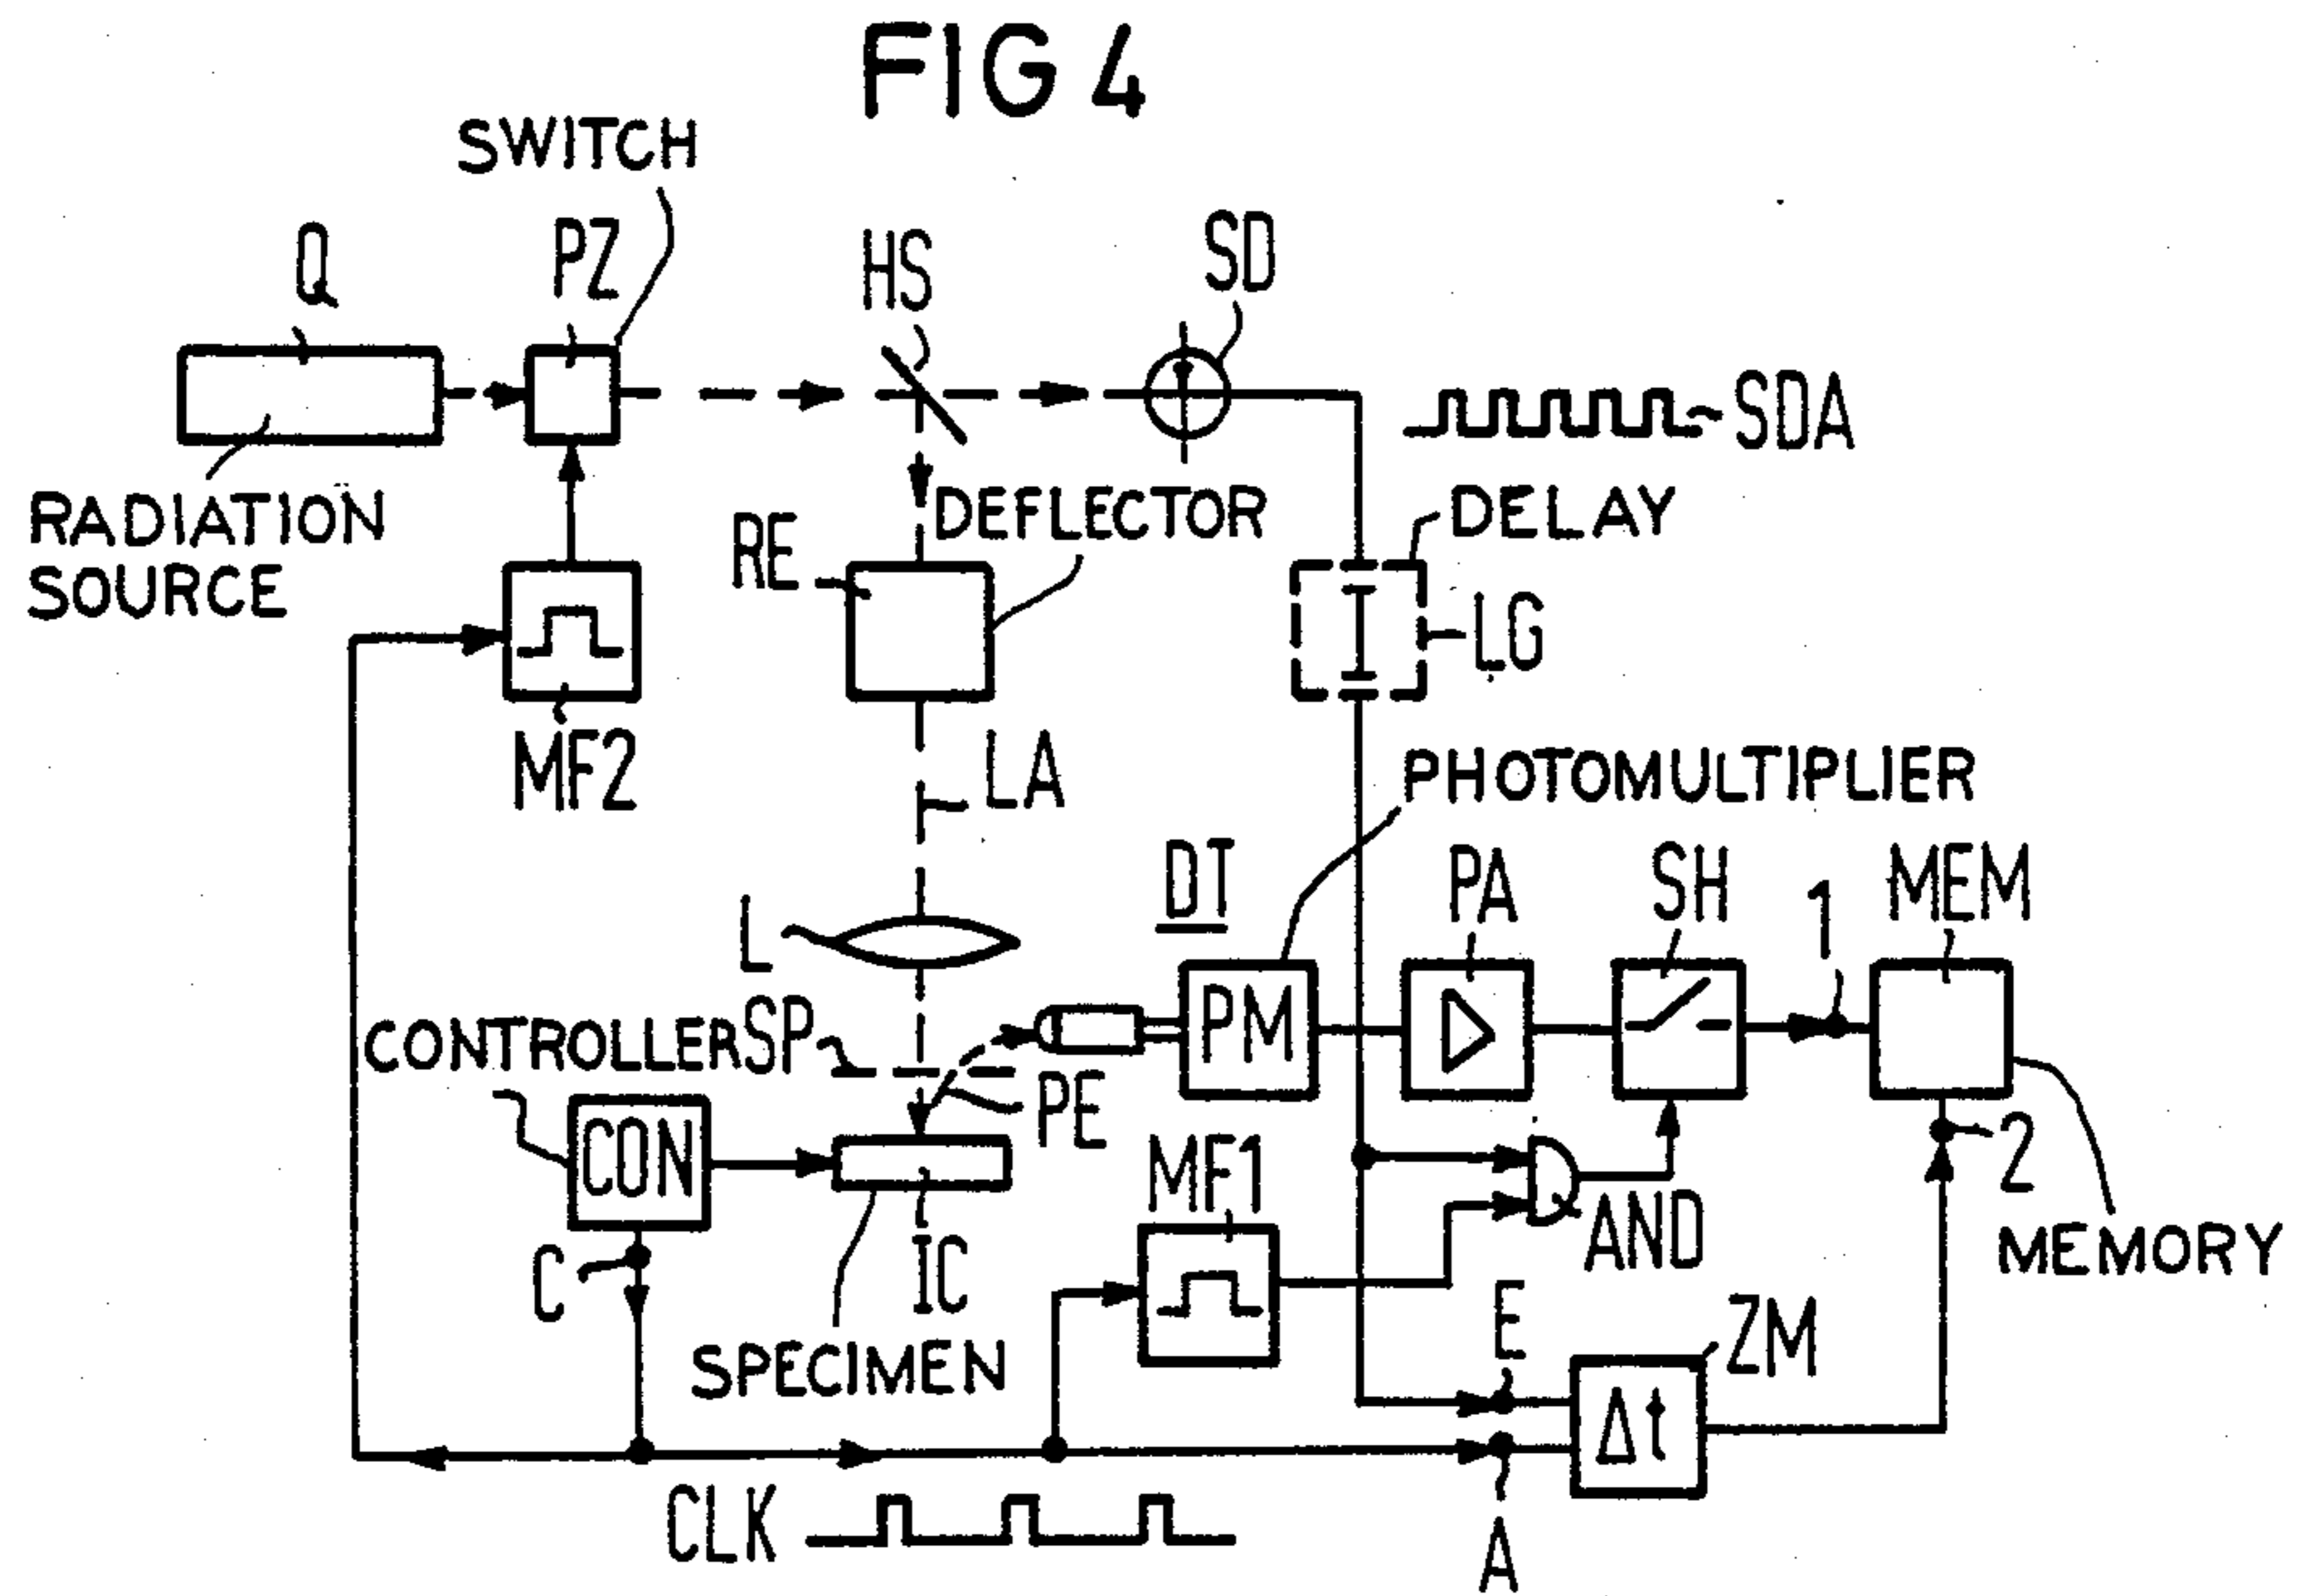 FIG 4
SWITCH
Q
PZ
HS
SD
SDA
RADIATION
SOURCE
RE
DEFLECTOR
DELAY
LG
MF2
LA
PHOTOMULTIPLIER
DT
PA
SH
1
MEM
L
CONTROLLER
SP
PM
PE
CON
2
MF1
AND
C
IC
MEMORY
E
ZM
SPECIMEN
Δt
CLK
A